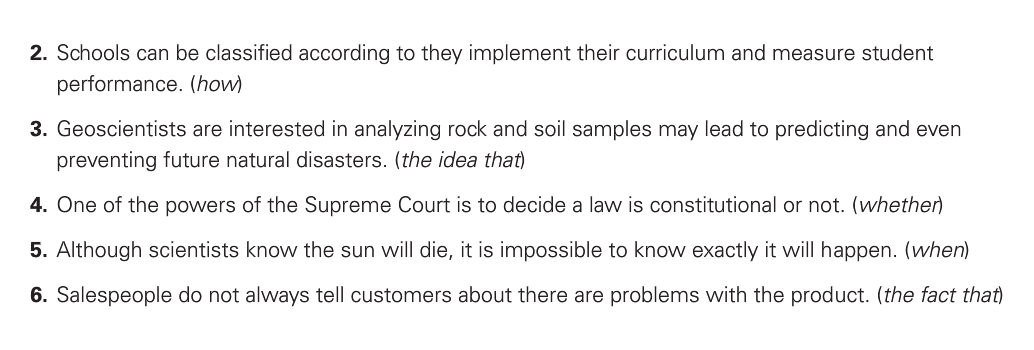 2. Schools can be classified according to they implement their curriculum and measure student
performance. (how)
3. Geoscientists are interested in analyzing rock and soil samples may lead to predicting and even
preventing future natural disasters. (the idea that)
4. One of the powers of the Supreme Court is to decide a law is constitutional or not. (whether)
5. Although scientists know the sun will die, it is impossible to know exactly it will happen. (when)
6. Salespeople do not always tell customers about there are problems with the product. (the fact that)